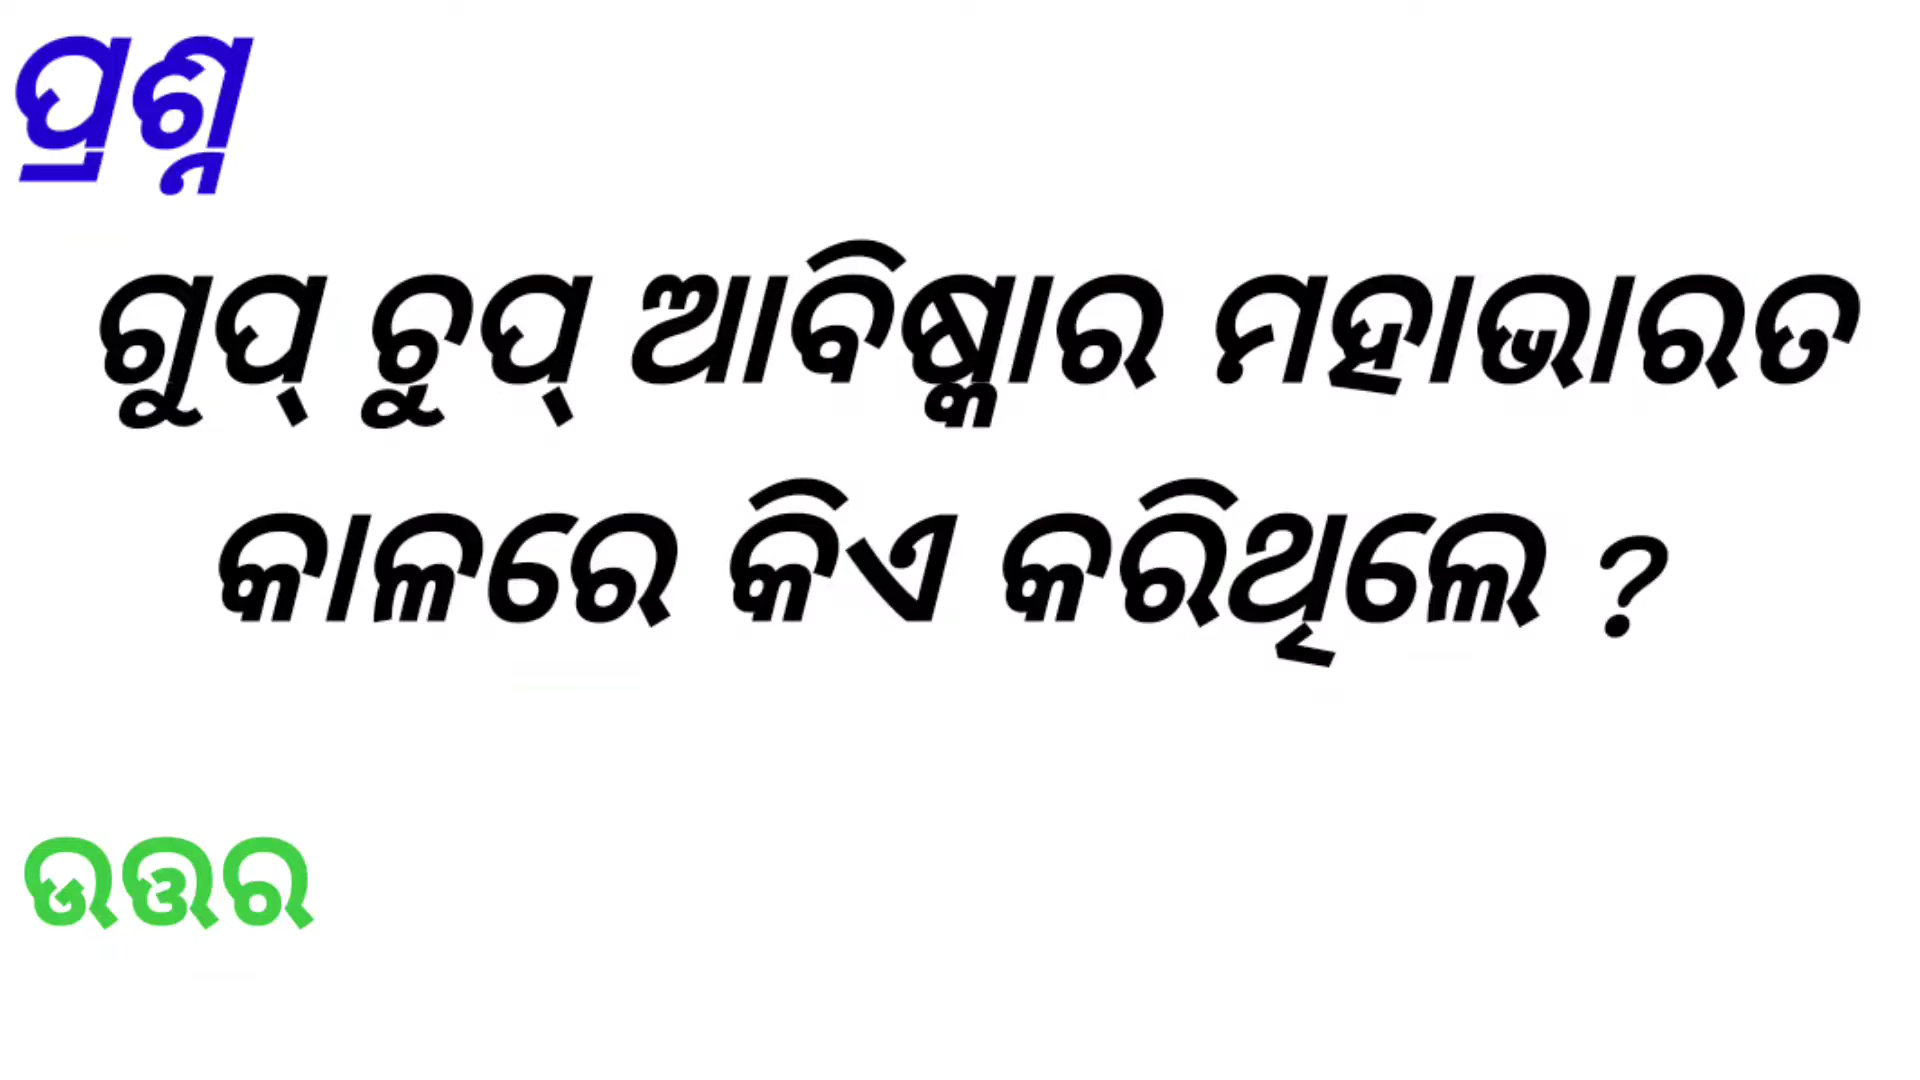 ପ୍ରଶ୍ନ
ଗୁପ୍ ଚୁପ୍ ଆବିଷ୍କାର ମହାଭାରତ
କାଳରେ କିଏ କରିଥିଲେ ?
ଉତ୍ତର